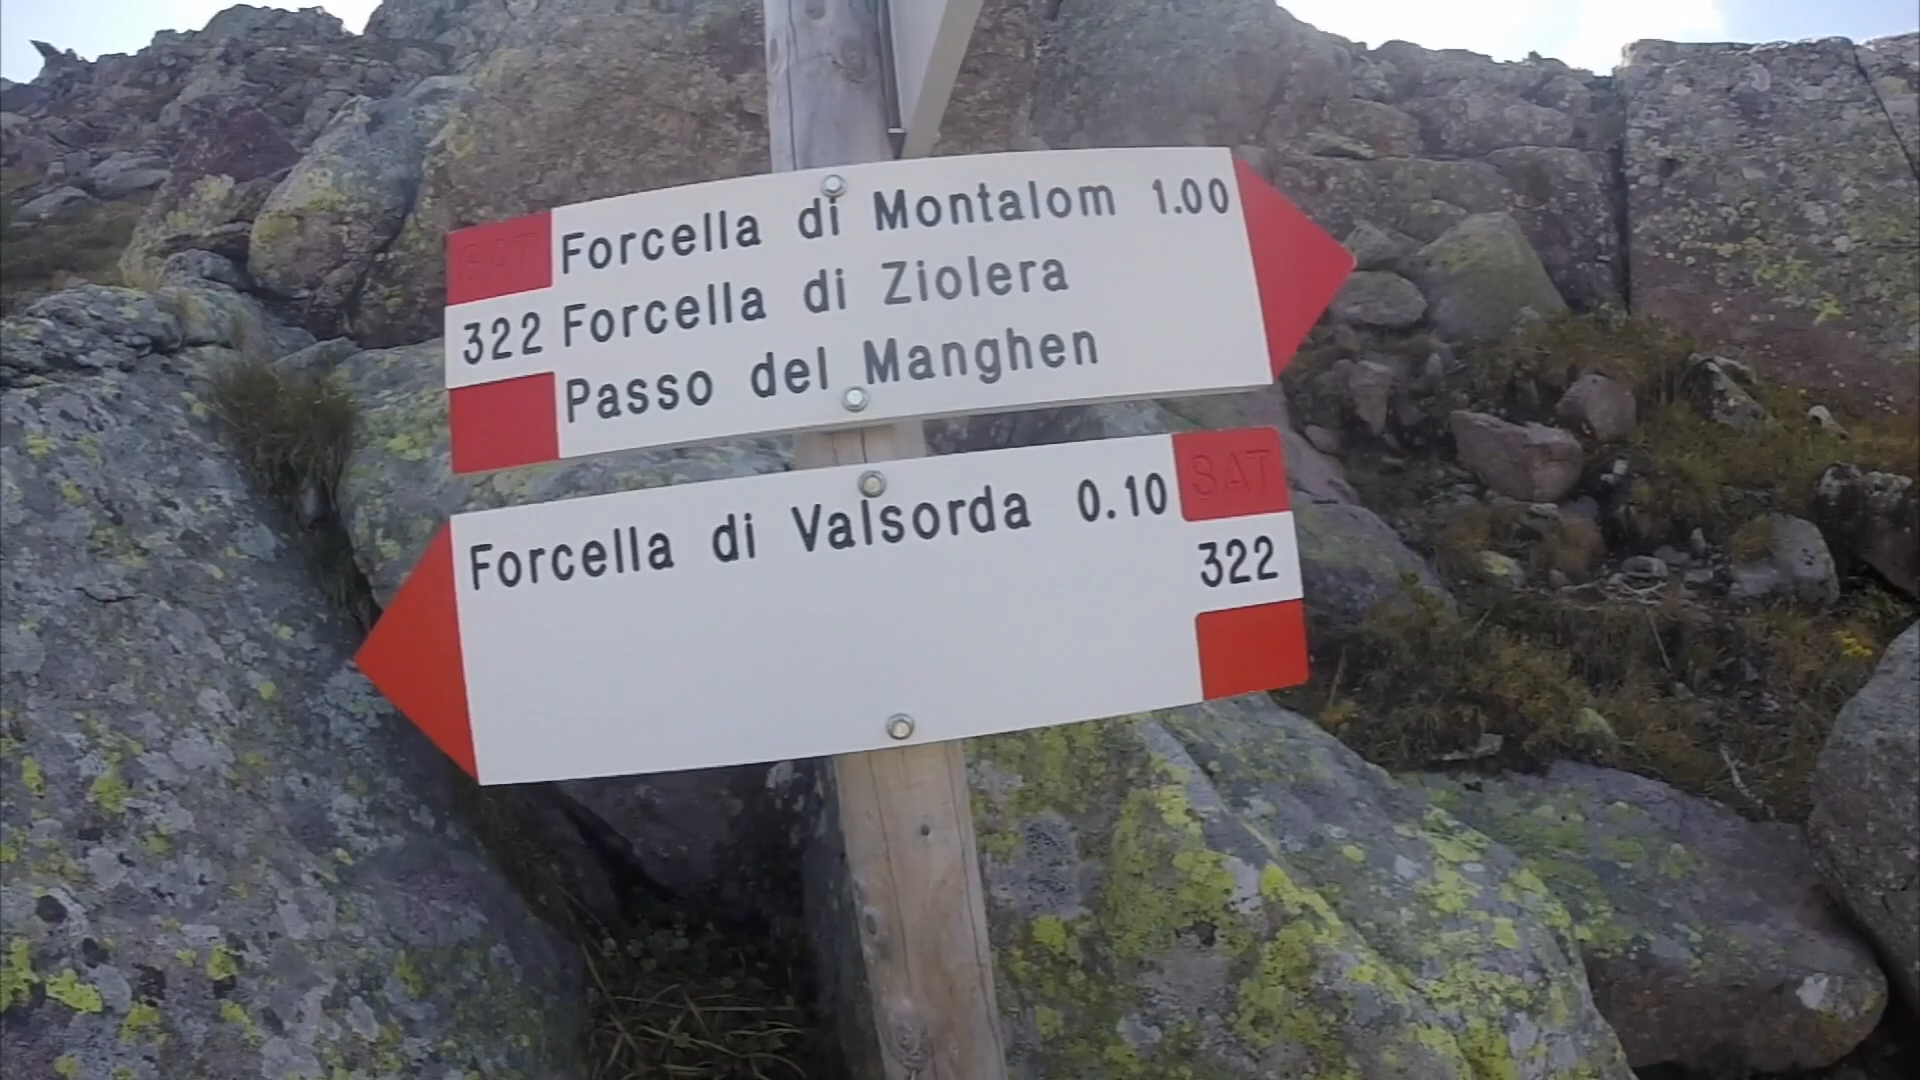 SAT
Forcella di Montalom 1.00
322 Forcella di Ziolera
Passo del Manghen
Forcella di Valsorda 0.10
SAT
322